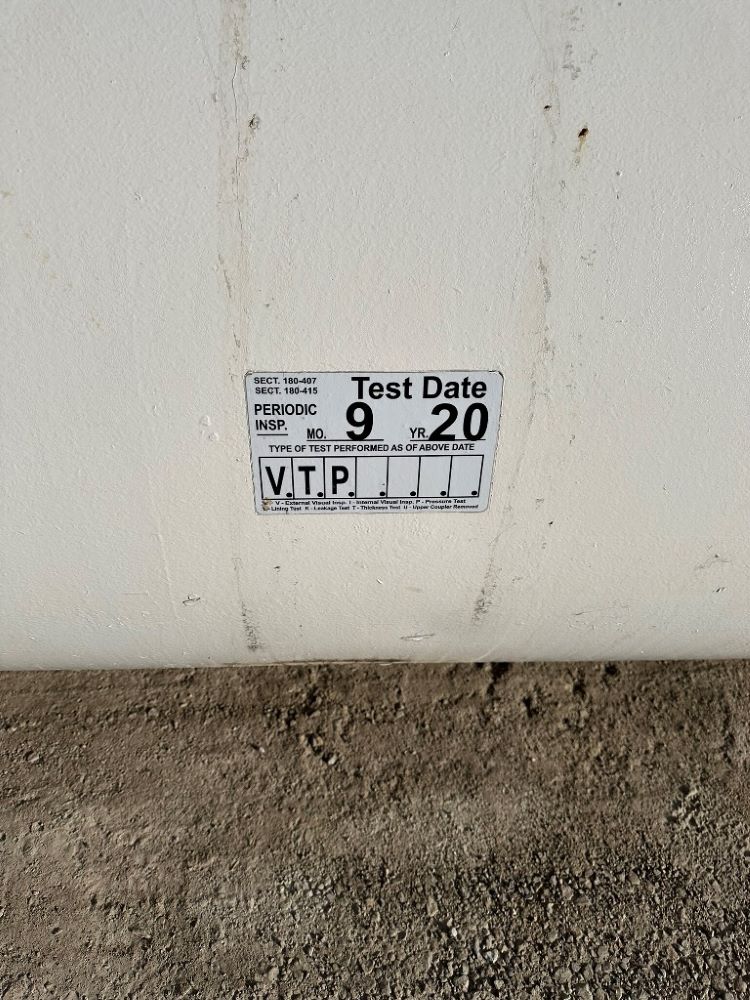 SECT. 180-407
SECT. 180-415
Test Date
PERIODIC
INSP. MO. 9 YR. 20
TYPE OF TEST PERFORMED AS OF ABOVE DATE
V. T. P. . . . .
V - External Visual Insp. I - Internal Visual Insp. P - Pressure Test
Lining Test K - Leakage Test T - Thickness Test U - Upper Coupler Removed